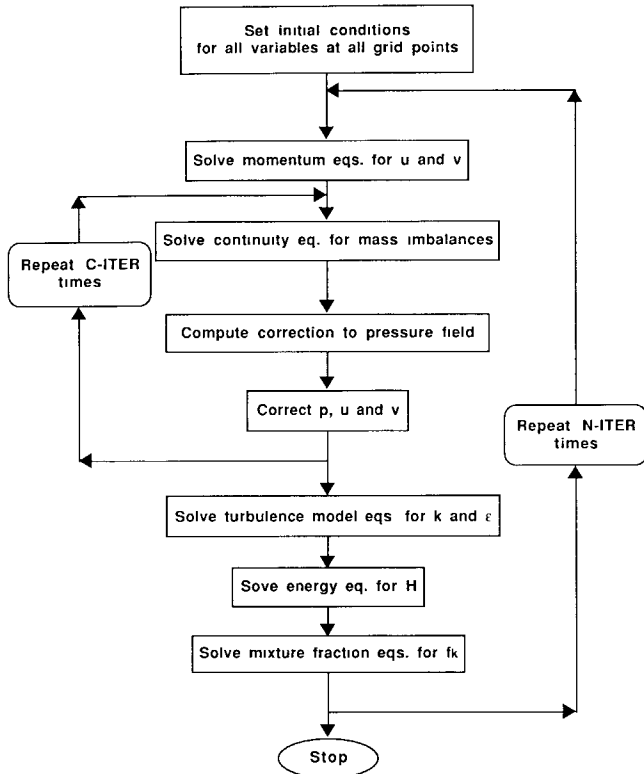 Set initial conditions
for all variables at all grid points
Solve momentum eqs. for u and v
Solve continuity eq. for mass imbalances
Repeat C-ITER
times
Compute correction to pressure field
Correct p, u and v
Repeat N-ITER
times
Solve turbulence model eqs for k and ε
Sove energy eq. for H
Solve mixture fraction eqs. for fk
Stop